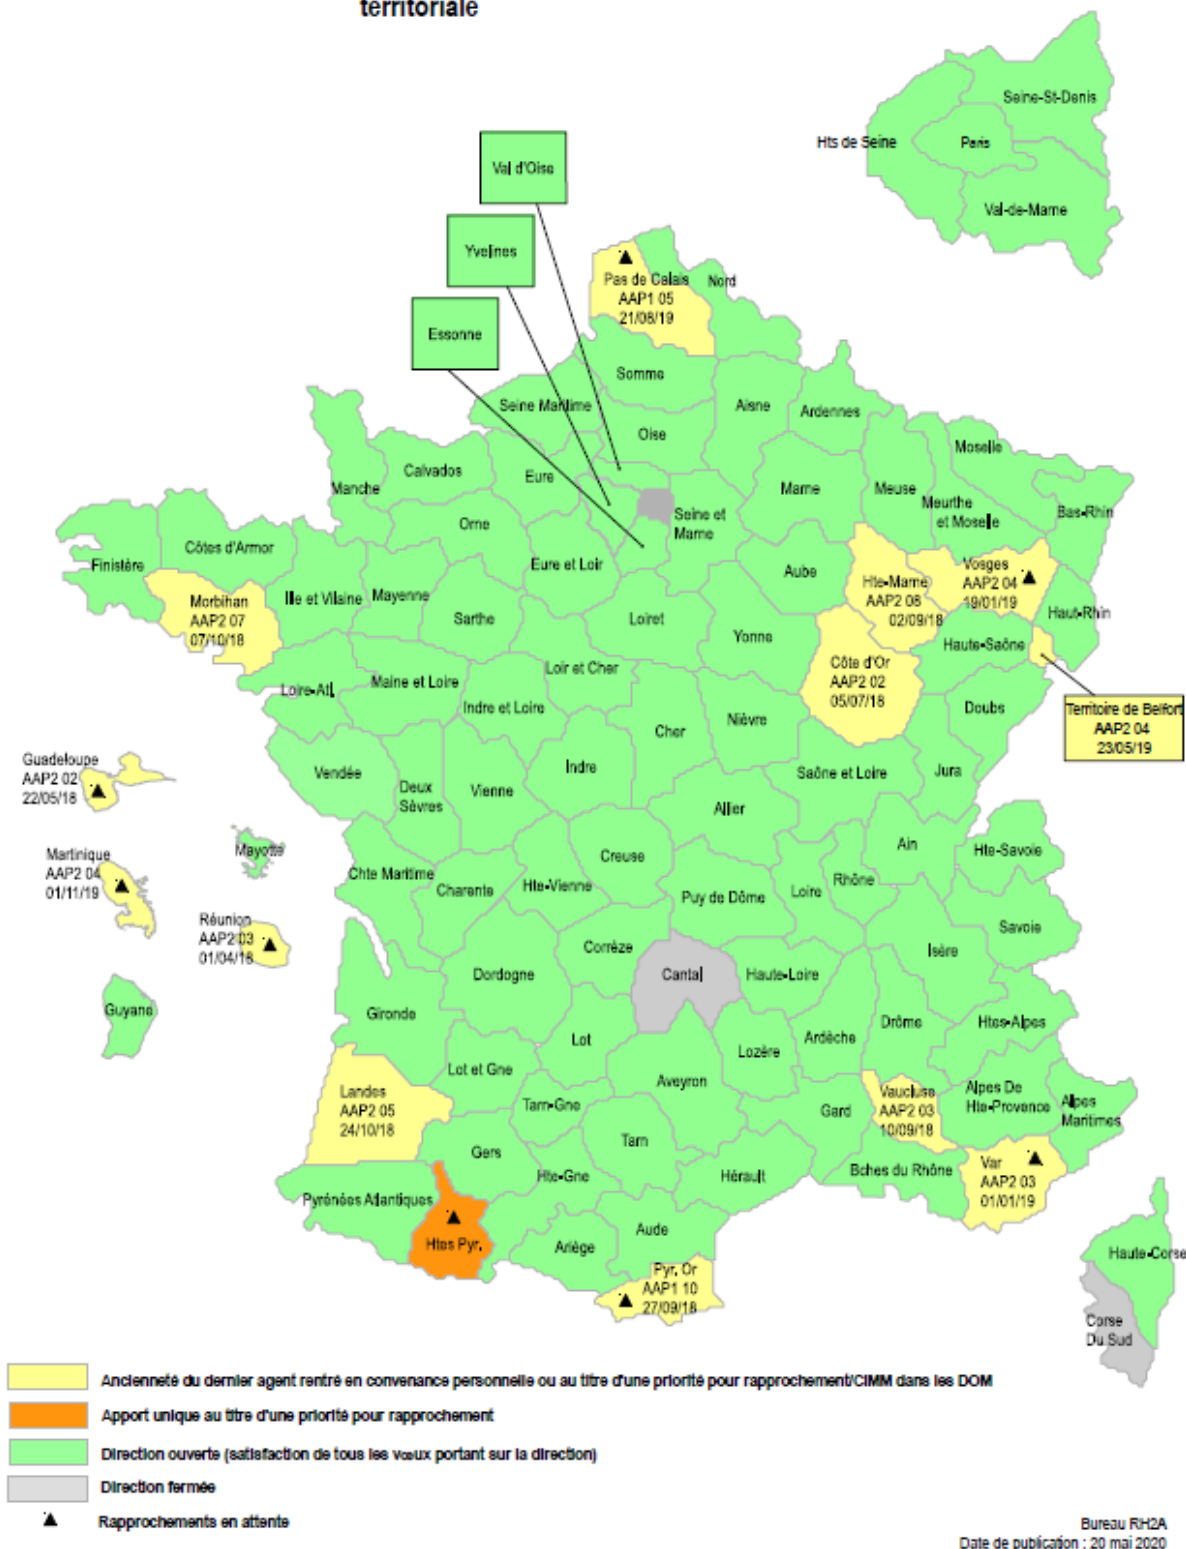 territoriale
Seine-St-Denis
Hts de Seine
Paris
Val-de-Marne
Val d'Oise
Yvelines
Essonne
Pas de Calais
AAP1 05
21/08/19
Nord
Somme
Seine Maritime
Oise
Aisne
Ardennes
Moselle
Manche
Calvados
Eure
Marne
Meuse
Meurthe
et Moselle
Bas-Rhin
Seine et
Marne
Orne
Finistère
Côtes d'Armor
Eure et Loir
Aube
Hte-Marne
AAP2 08
02/09/18
Vosges
AAP2 04
19/01/19
Haut-Rhin
Morbihan
AAP2 07
07/10/18
Ille et Vilaine
Mayenne
Sarthe
Loiret
Yonne
Haute-Saône
Côte d'Or
AAP2 02
05/07/18
Territoire de Belfort
AAP2 04
23/05/19
Loire-Atl.
Maine et Loire
Loir et Cher
Indre et Loire
Cher
Nièvre
Doubs
Guadeloupe
AAP2 02
22/05/18
Vendée
Deux
Sèvres
Vienne
Indre
Allier
Saône et Loire
Jura
Mayotte
Martinique
AAP2 04
01/11/19
Chte Maritime
Charente
Hte-Vienne
Creuse
Puy de Dôme
Loire
Rhône
Ain
Hte-Savoie
Réunion
AAP2 03
01/04/18
Savoie
Isère
Corrèze
Dordogne
Cantal
Haute-Loire
Guyane
Gironde
Lot
Lozère
Ardèche
Drôme
Htes-Alpes
Landes
AAP2 05
24/10/18
Lot et Gne
Tarn-Gne
Aveyron
Gard
Vaucluse
AAP2 03
10/09/18
Alpes De
Hte-Provence
Alpes
Maritimes
Gers
Tarn
Hte-Gne
Hérault
Bches du Rhône
Var
AAP2 03
01/01/19
Pyrénées Atlantiques
Htes Pyr.
Ariège
Aude
Pyr. Or
AAP1 10
27/09/18
Haute-Corse
Corse
Du Sud
Ancienneté du dernier agent rentré en convenance personnelle ou au titre d'une priorité pour rapprochement/CIMM dans les DOM
Apport unique au titre d'une priorité pour rapprochement
Direction ouverte (satisfaction de tous les vœux portant sur la direction)
Direction fermée
Rapprochements en attente
Bureau RH2A
Date de publication : 20 mai 2020